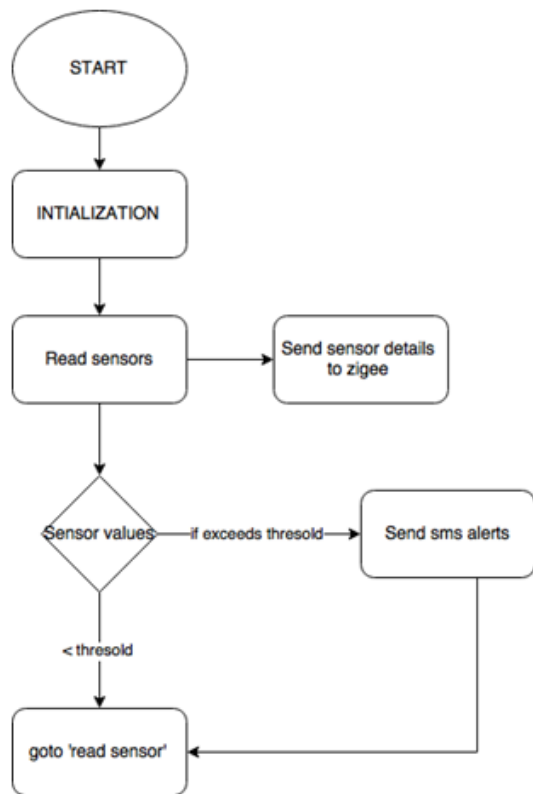 START
INTIALIZATION
Read sensors
Send sensor details
to zigee
Sensor values
if exceeds thresold
Send sms alerts
< thresold
goto 'read sensor'